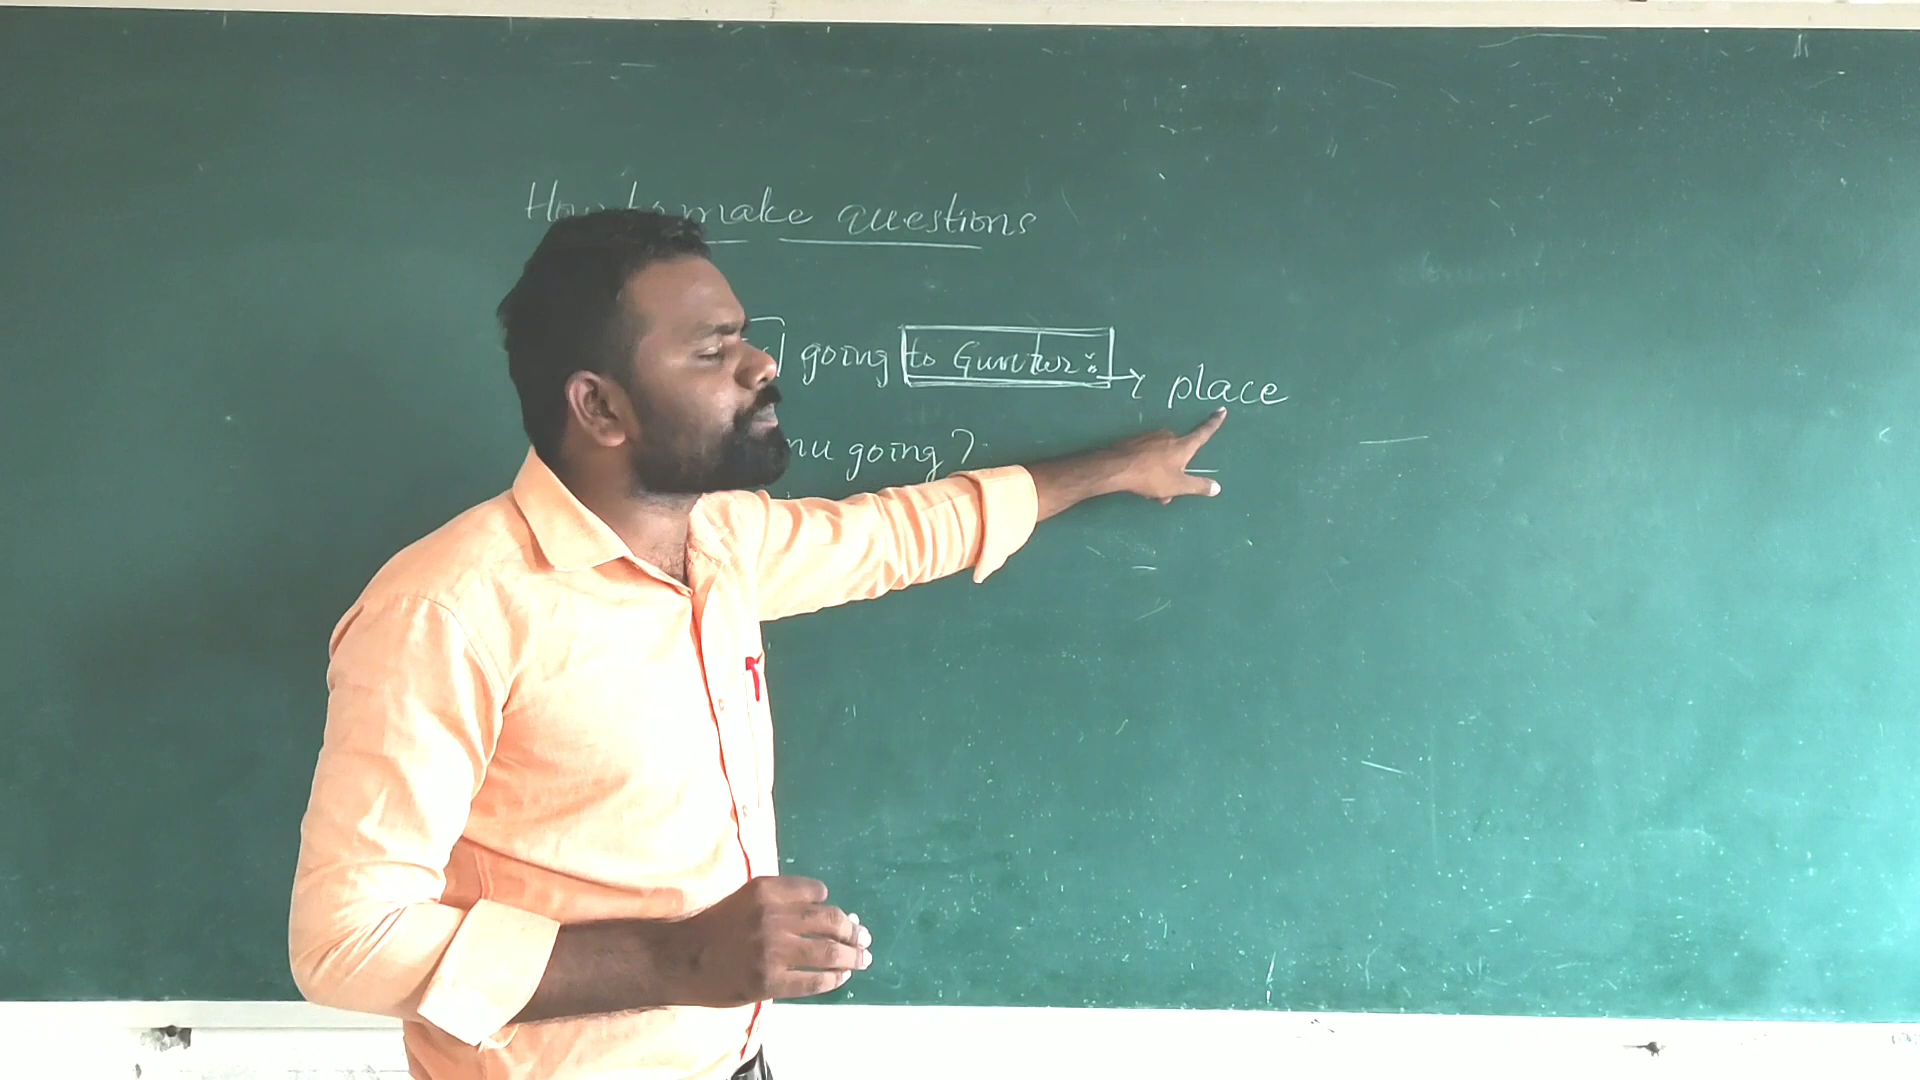 How to make questions
going to Guntur. → place
nu going?